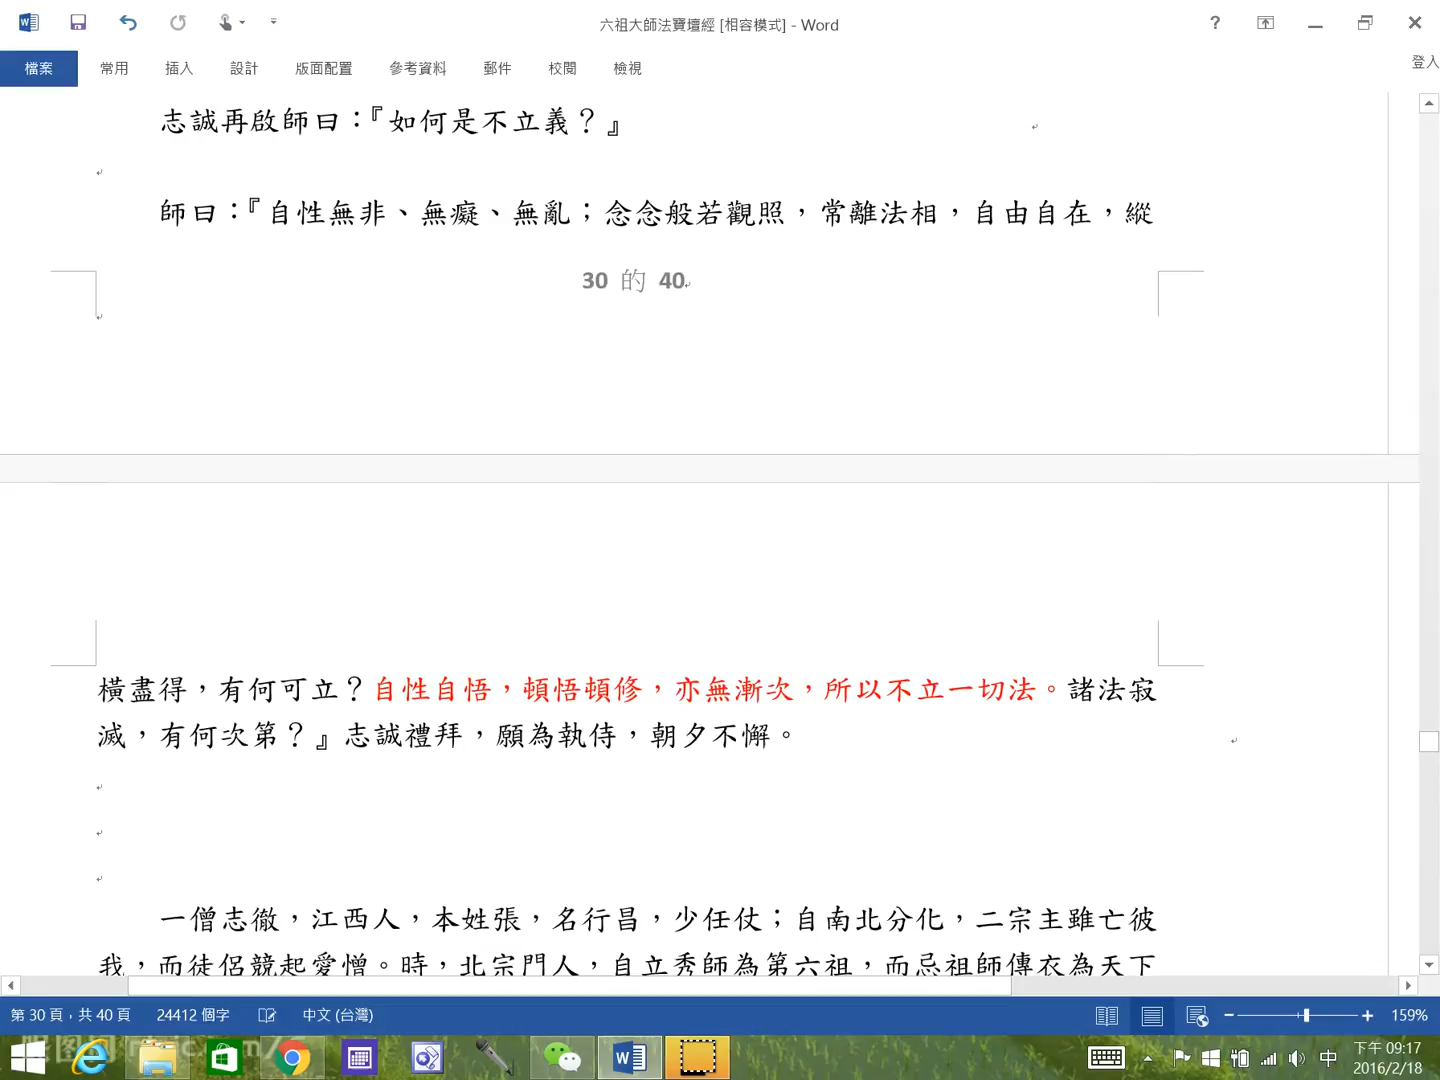 六祖大師法寶壇經 [相容模式] - Word
登入
檔案 常用 插入 設計 版面配置 參考資料 郵件 校閱 檢視
志誠再啟師曰：『如何是不立義？』
師曰：『自性無非、無癡、無亂；念念般若觀照，常離法相，自由自在，縱
30 的 40
橫盡得，有何可立？自性自悟，頓悟頓修，亦無漸次，所以不立一切法。諸法寂
滅，有何次第？』志誠禮拜，願為執侍，朝夕不懈。
一僧志徹，江西人，本姓張，名行昌，少任仗；自南北分化，二宗主雖亡彼
我，而徒侶競起愛憎。時，北宗門人，自立秀師為第六祖，而忌祖師傳衣為天下
第 30 頁，共 40 頁 24412 個字 中文 (台灣) 159%
中 下午 09:17
2016/2/18